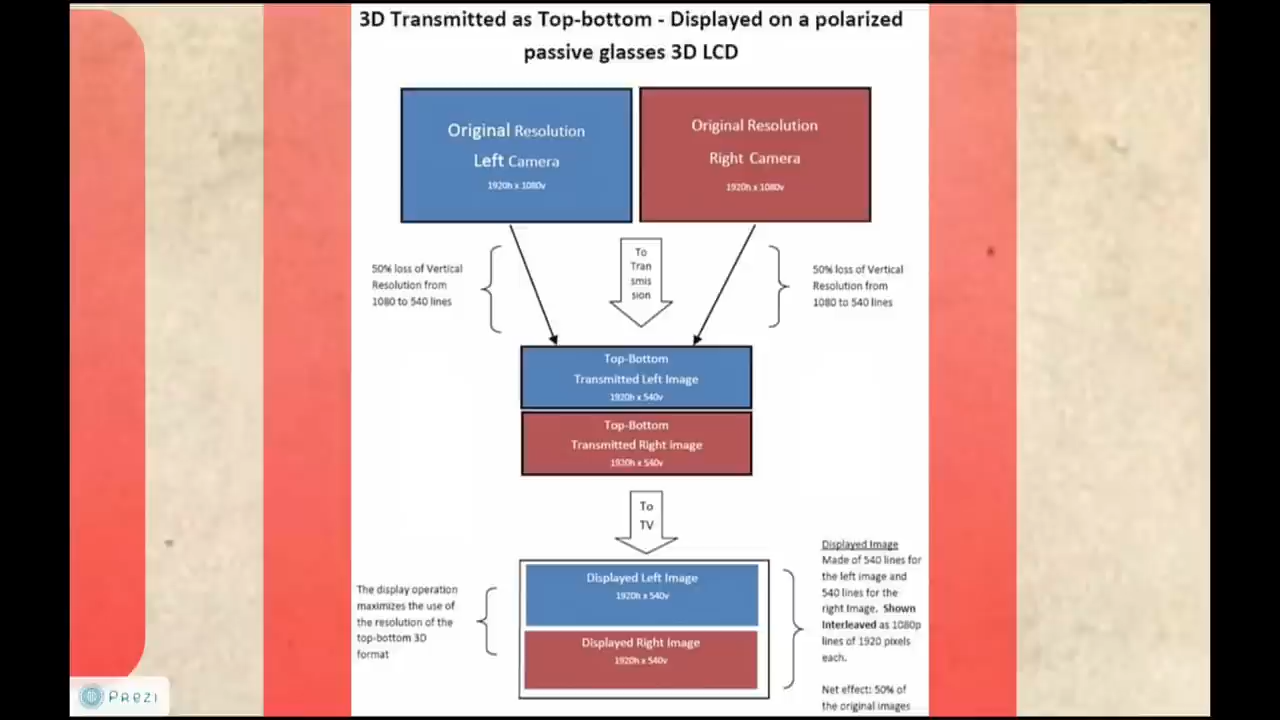 3D Transmitted as Top-bottom - Displayed on a polarized
passive glasses 3D LCD
Original Resolution
Left Camera
1920h x 1080v
Original Resolution
Right Camera
1920h x 1080v
50% loss of Vertical
Resolution from
1080 to 540 lines
To
Tran
smis
sion
50% loss of Vertical
Resolution from
1080 to 540 lines
Top-Bottom
Transmitted Left Image
1920h x 540v
Top-Bottom
Transmitted Right image
1920h x 540v
To
TV
The display operation
maximizes the use of
the resolution of the
top-bottom 3D
format
Displayed Left Image
1920h x 540v
Displayed Right Image
1920h x 540v
Displayed Image
Made of 540 lines for
the left image and
540 lines for the
right Image. Shown
Interleaved as 1080p
lines of 1920 pixels
each.
Net effect: 50% of
the original images
Prezi